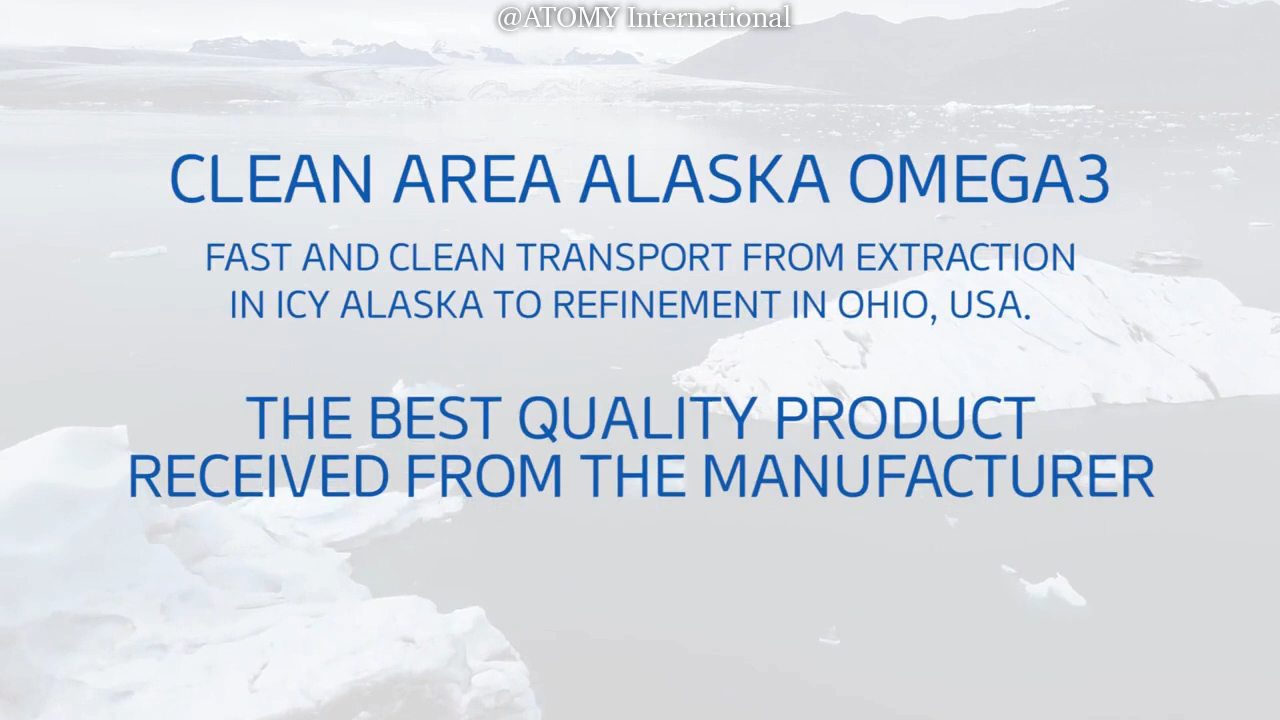 @ATOMY International
CLEAN AREA ALASKA OMEGA3
FAST AND CLEAN TRANSPORT FROM EXTRACTION
IN ICY ALASKA TO REFINEMENT IN OHIO, USA.
THE BEST QUALITY PRODUCT
RECEIVED FROM THE MANUFACTURER